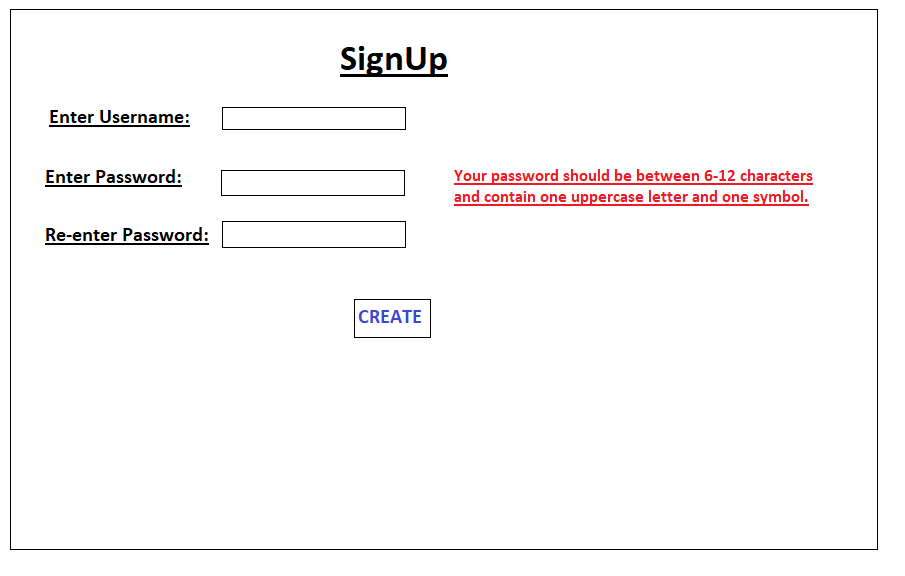 SignUp
Enter Username:
Enter Password:
Your password should be between 6-12 characters
and contain one uppercase letter and one symbol.
Re-enter Password:
CREATE